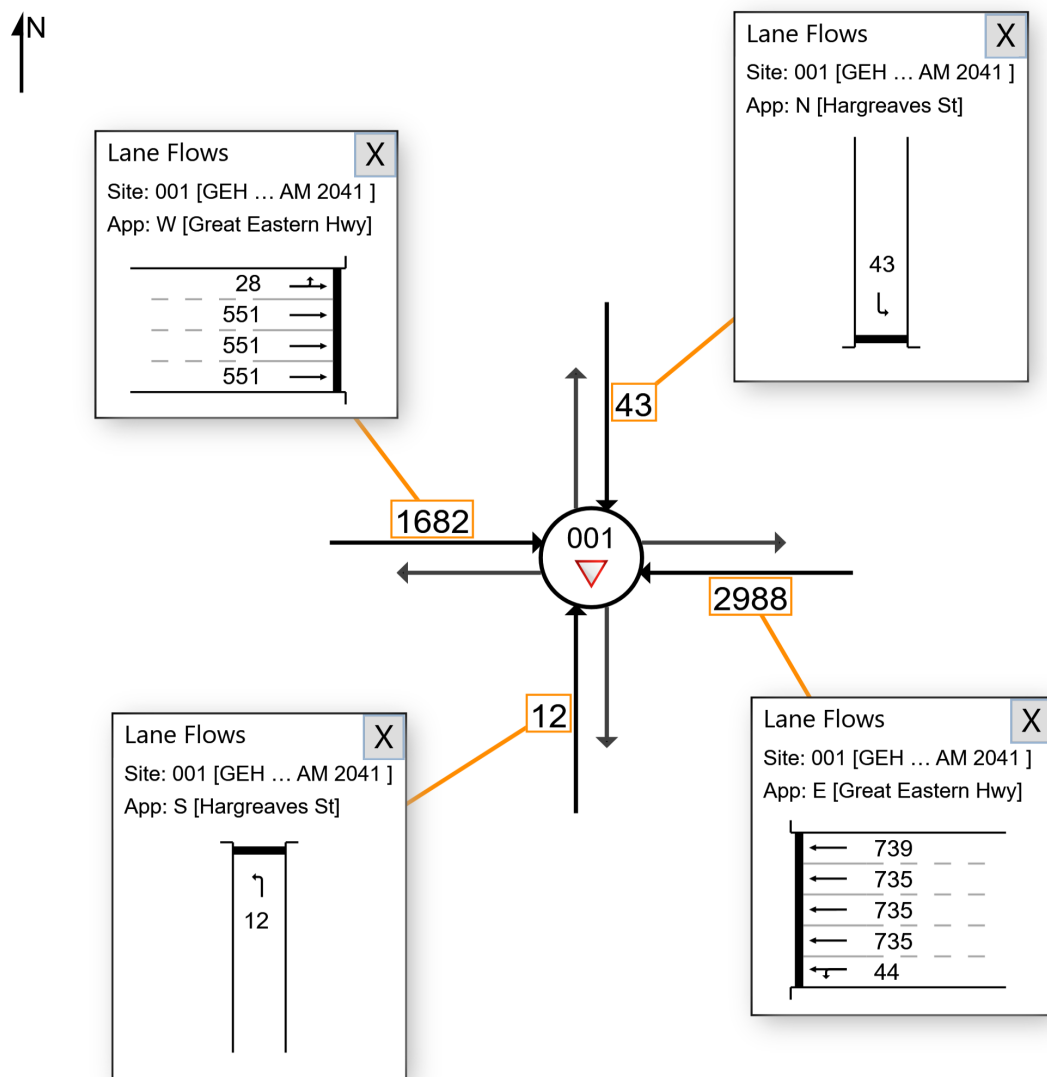 N
Lane Flows
X
Site: 001 [GEH ... AM 2041 ]
App: N [Hargreaves St]
43
Lane Flows
X
Site: 001 [GEH ... AM 2041 ]
App: W [Great Eastern Hwy]
28
551
551
551
43
1682
001
2988
12
Lane Flows
X
Site: 001 [GEH ... AM 2041 ]
App: S [Hargreaves St]
12
Lane Flows
X
Site: 001 [GEH ... AM 2041 ]
App: E [Great Eastern Hwy]
739
735
735
735
44